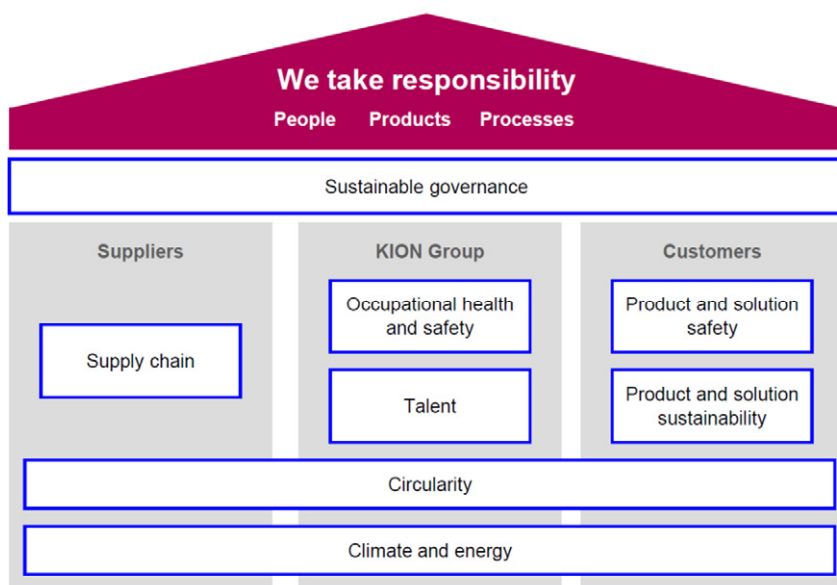 We take responsibility
People Products Processes
Sustainable governance
Suppliers
KION Group
Customers
Supply chain
Occupational health
and safety
Talent
Product and solution
safety
Product and solution
sustainability
Circularity
Climate and energy